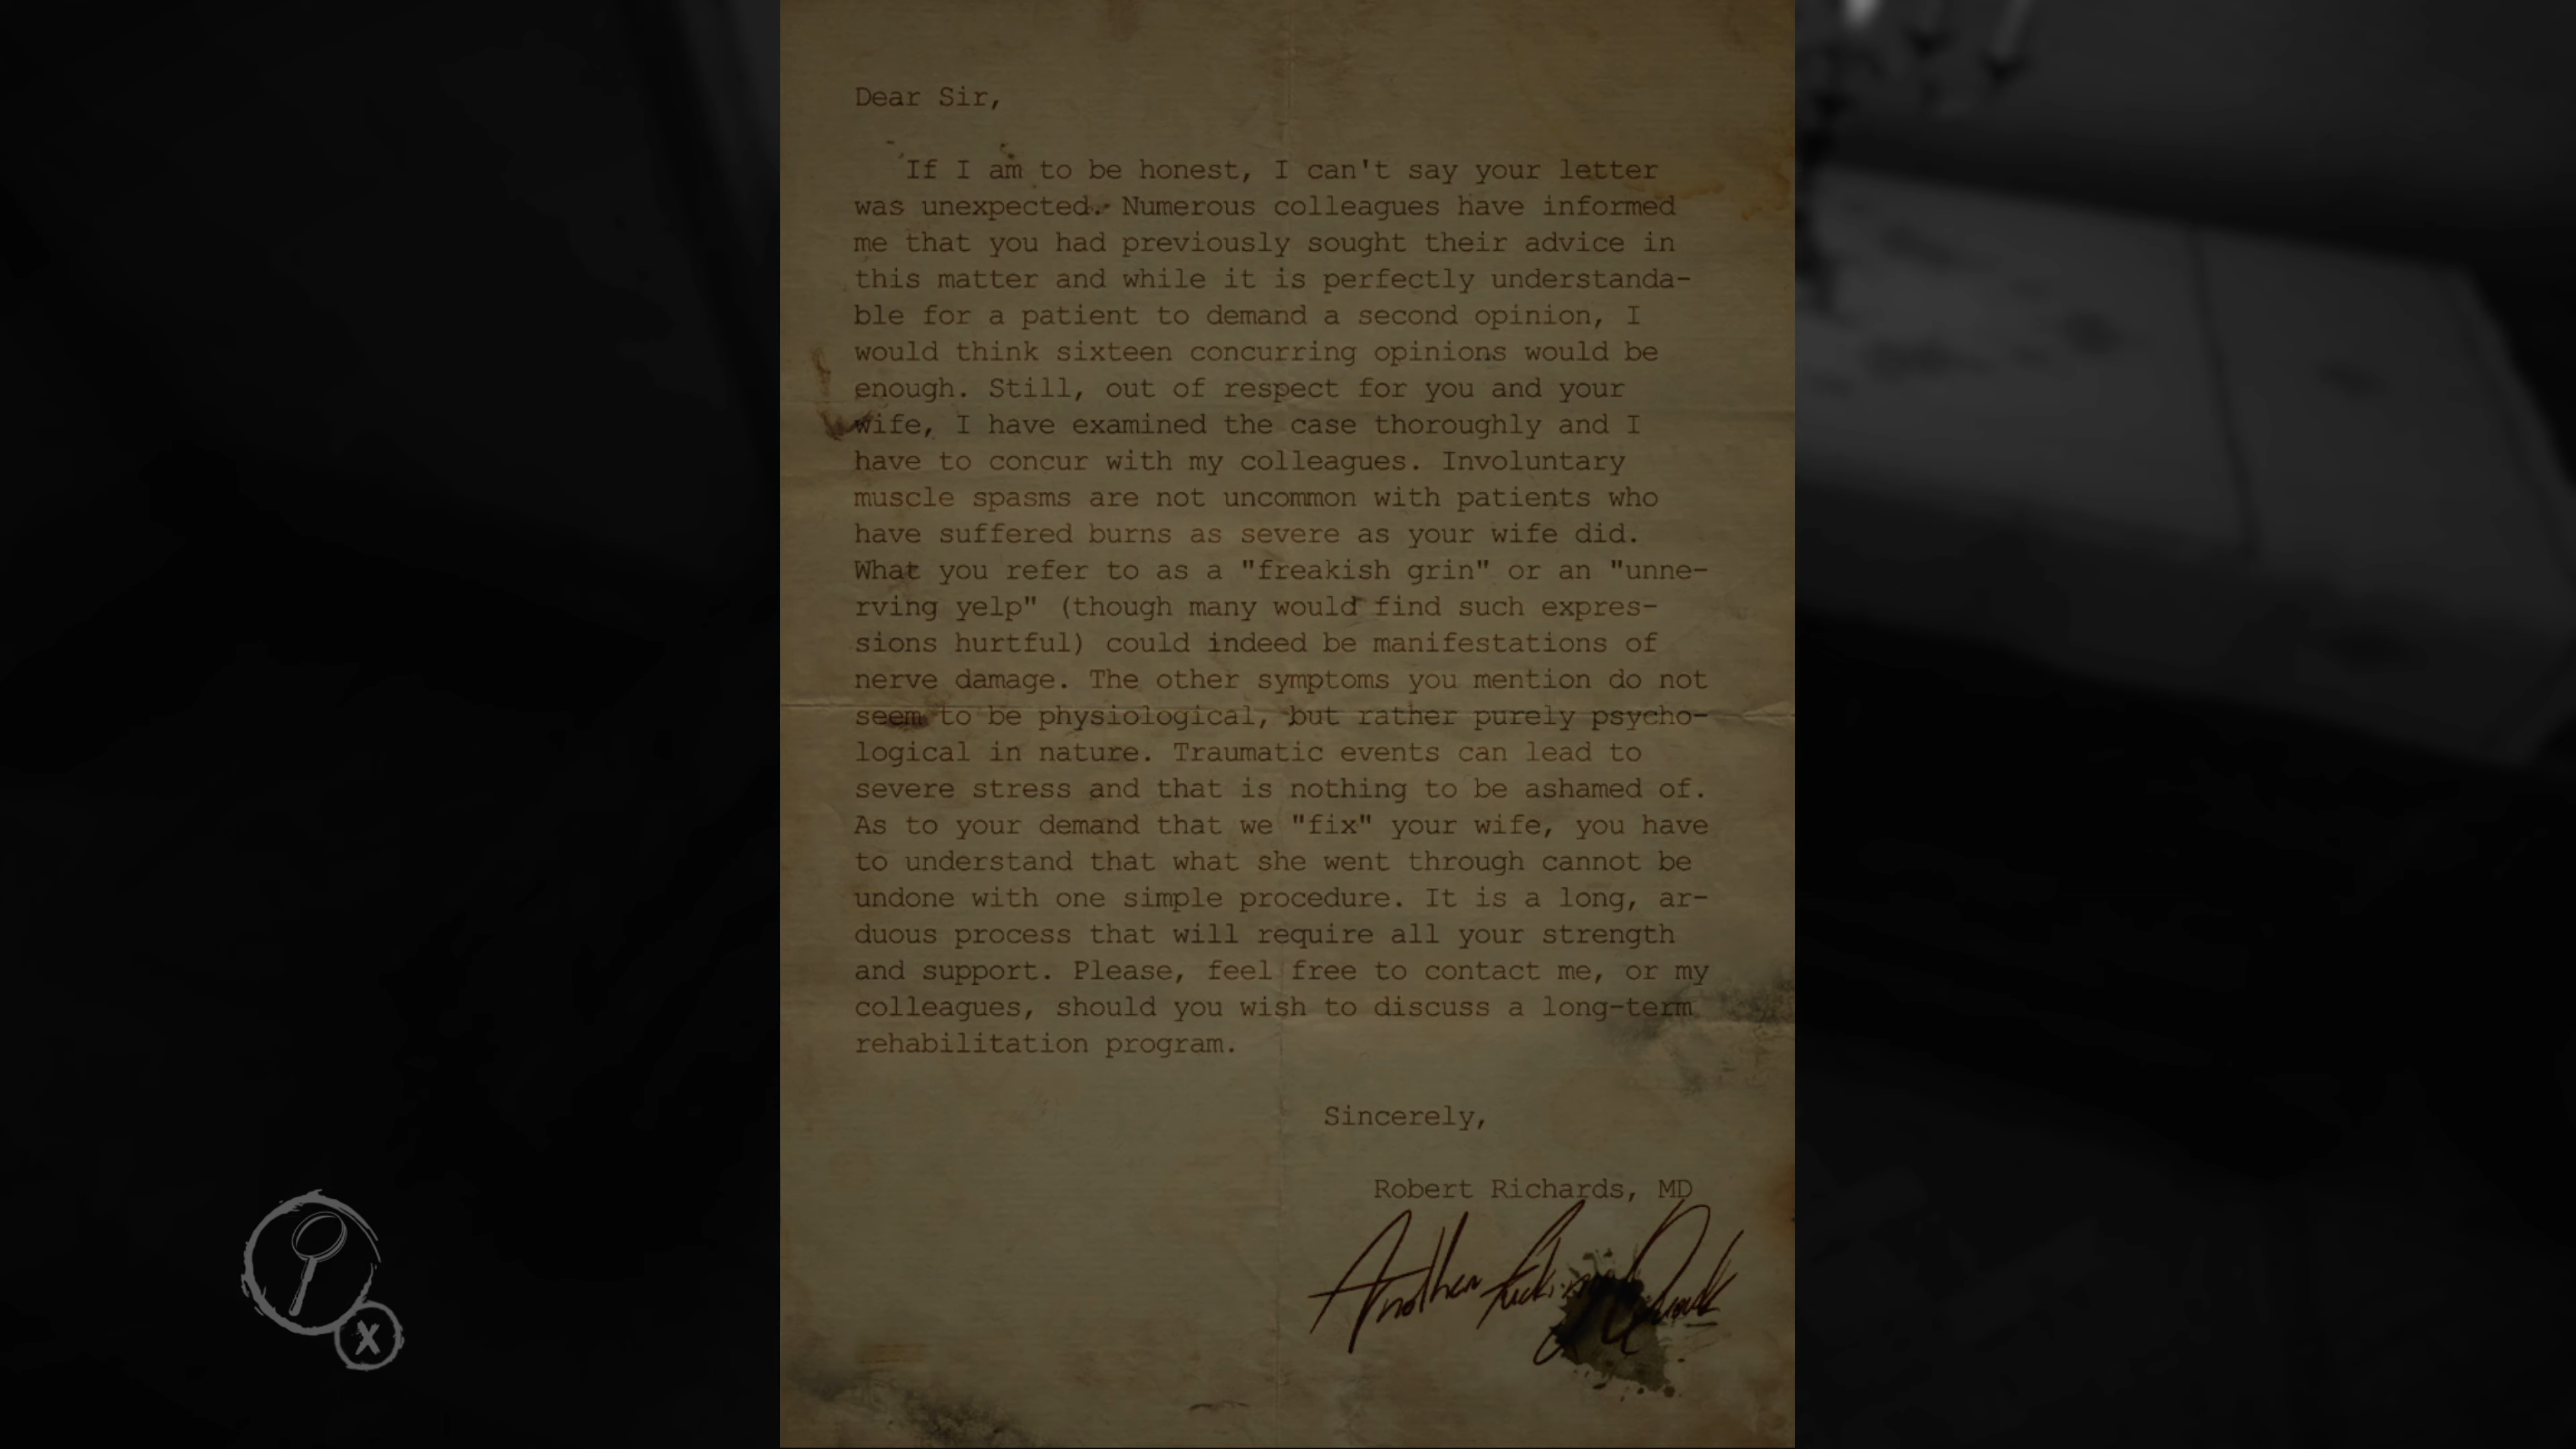 Dear Sir,
If I am to be honest, I can't say your letter
was unexpected. Numerous colleagues have informed
me that you had previously sought their advice in
this matter and while it is perfectly understanda-
ble for a patient to demand a second opinion, I
would think sixteen concurring opinions would be
enough. Still, out of respect for you and your
wife, I have examined the case thoroughly and I
have to concur with my colleagues. Involuntary
muscle spasms are not uncommon with patients who
have suffered burns as severe as your wife did.
What you refer to as a "freakish grin" or an "unne-
rving yelp" (though many would find such expres-
sions hurtful) could indeed be manifestations of
nerve damage. The other symptoms you mention do not
seem to be physiological, but rather purely psycho-
logical in nature. Traumatic events can lead to
severe stress and that is nothing to be ashamed of.
As to your demand that we "fix" your wife, you have
to understand that what she went through cannot be
undone with one simple procedure. It is a long, ar-
duous process that will require all your strength
and support. Please, feel free to contact me, or my
colleagues, should you wish to discuss a long-term
rehabilitation program.
Sincerely,
Robert Richards, MD
Another Fucking Quack
X